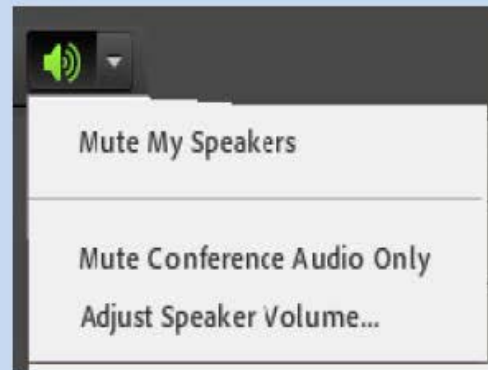 Mute My Speakers
Mute Conference Audio Only
Adjust Speaker Volume...